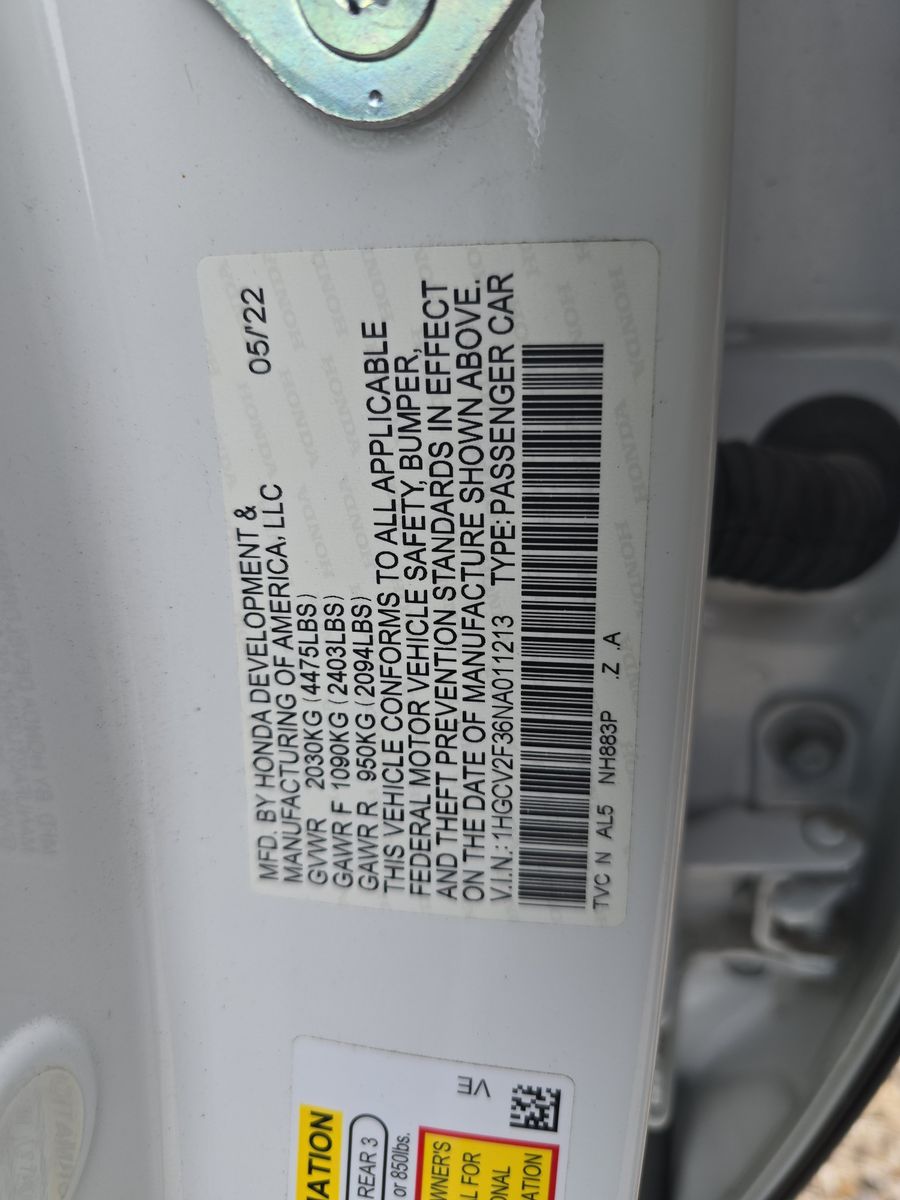 MFD. BY HONDA DEVELOPMENT &
MANUFACTURING OF AMERICA, LLC 05/'22
GVWR 2030KG (4475LBS)
GAWR F 1090KG (2403LBS)
GAWR R 950KG (2094LBS)
THIS VEHICLE CONFORMS TO ALL APPLICABLE
FEDERAL MOTOR VEHICLE SAFETY, BUMPER,
AND THEFT PREVENTION STANDARDS IN EFFECT
ON THE DATE OF MANUFACTURE SHOWN ABOVE.
V.I.N.: 1HGCV2F36NA011213 TYPE: PASSENGER CAR
TVC N AL5 NH883P .Z .A
VE
REAR 3
or 850lbs.